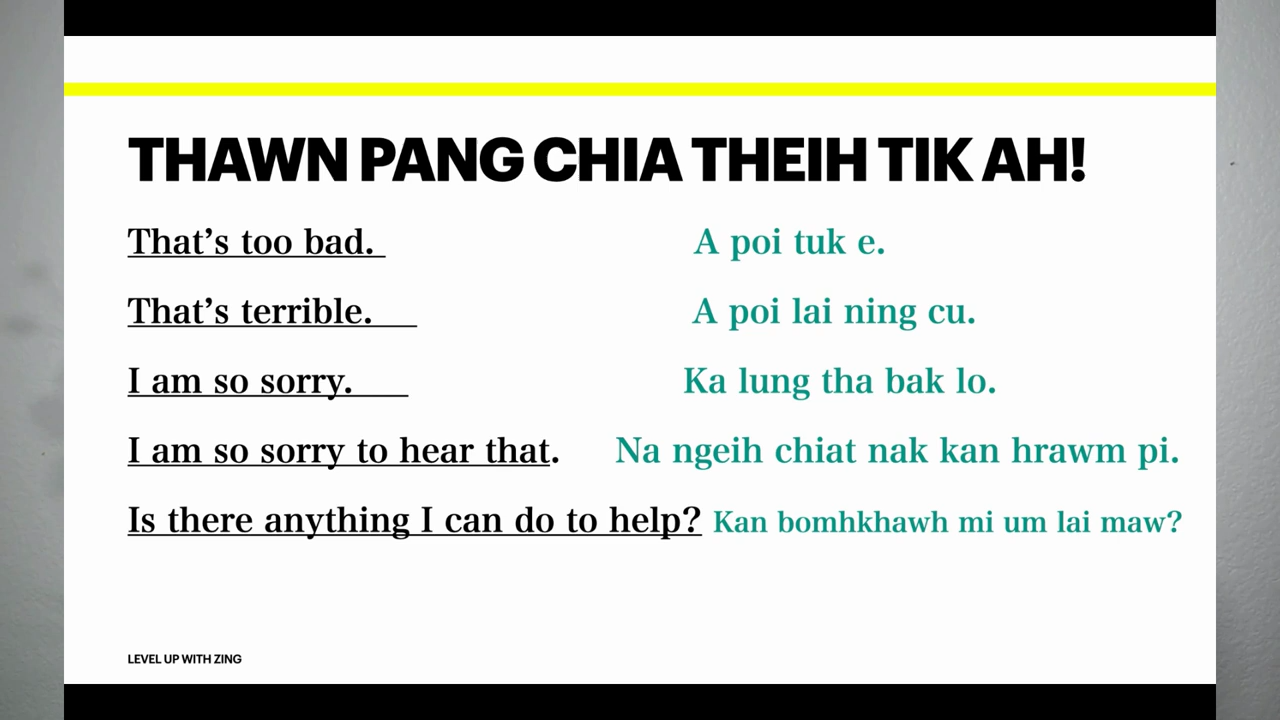 THAWN PANG CHIA THEIH TIK AH!
That’s too bad. A poi tuk e.
That’s terrible. A poi lai ning cu.
I am so sorry. Ka lung tha bak lo.
I am so sorry to hear that. Na ngeih chiat nak kan hrawm pi.
Is there anything I can do to help? Kan bomhkhawh mi um lai maw?
LEVEL UP WITH ZING